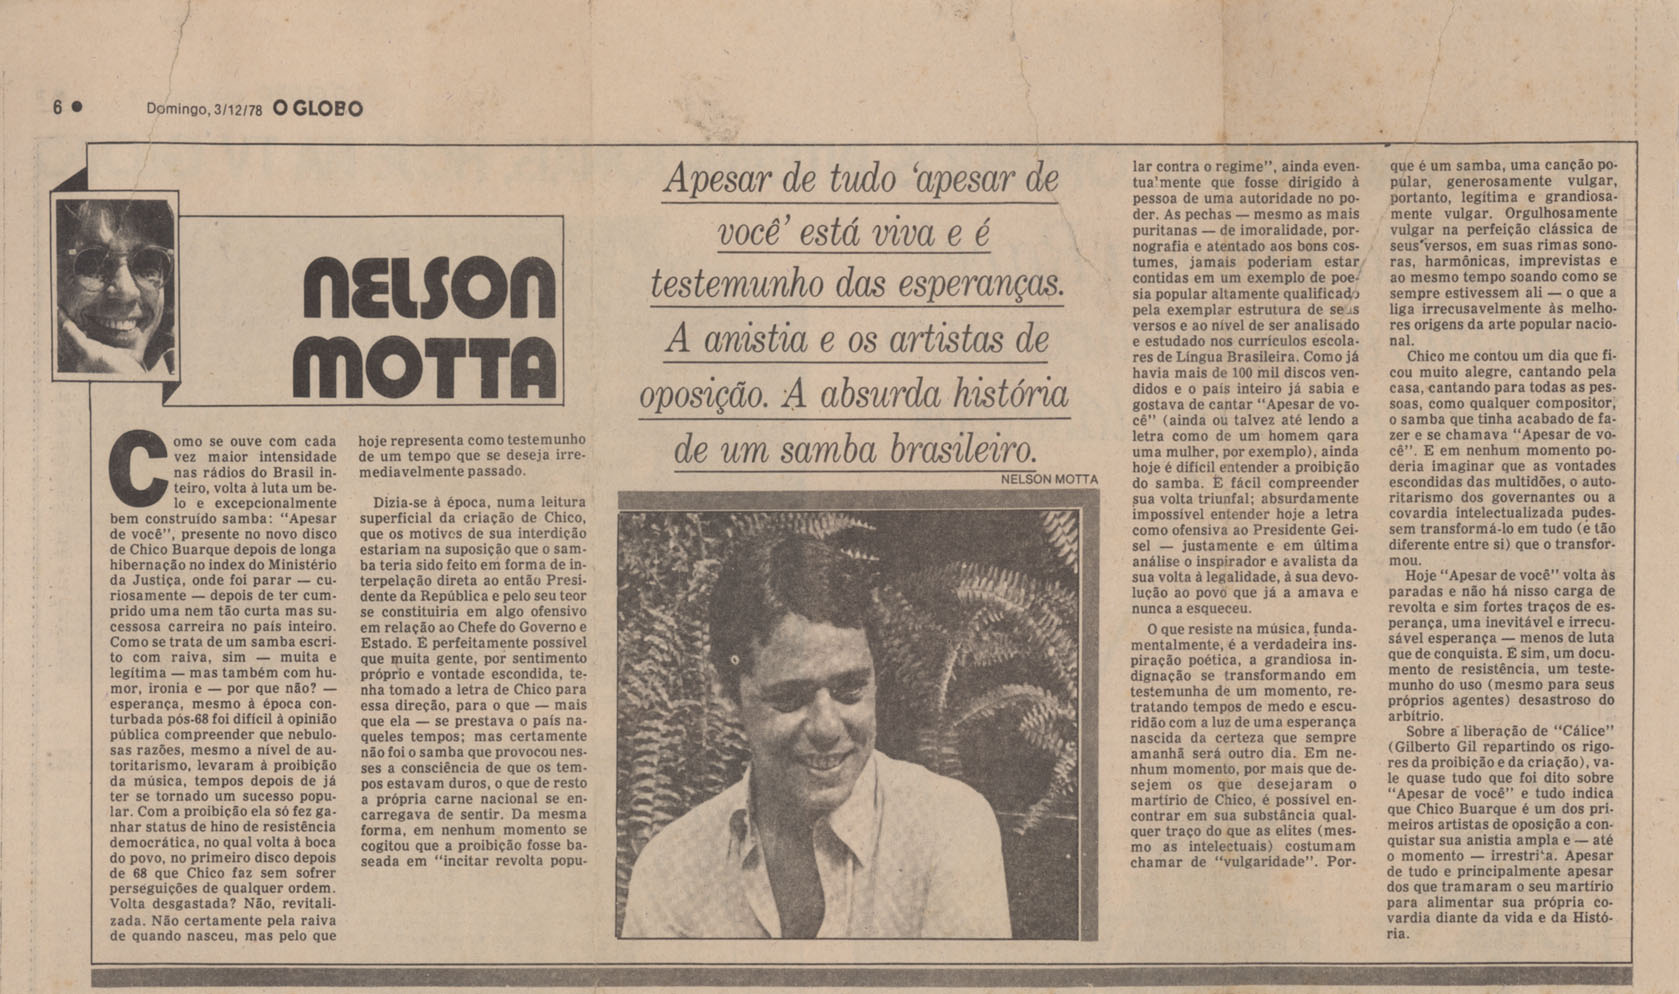 6 ● Domingo, 3/12/78 O GLOBO
NELSON
MOTTA
Apesar de tudo ‘apesar de
você’ está viva e é
testemunho das esperanças.
A anistia e os artistas de
oposição. A absurda história
de um samba brasileiro.
NELSON MOTTA
Como se ouve com cada
vez maior intensidade
nas rádios do Brasil in-
teiro, volta à luta um be-
lo e excepcionalmente
bem construído samba: “Apesar
de você”, presente no novo disco
de Chico Buarque depois de longa
hibernação no index do Ministério
da Justiça, onde foi parar — cu-
riosamente — depois de ter cum-
prido uma nem tão curta mas su-
cessosa carreira no país inteiro.
Como se trata de um samba escri-
to com raiva, sim — muita e
legítima — mas também com hu-
mor, ironia e — por que não? —
esperança, mesmo à época con-
turbada pós-68 foi difícil à opinião
pública compreender que nebulo-
sas razões, mesmo a nível de au-
toritarismo, levaram à proibição
da música, tempos depois de já
ter se tornado um sucesso popu-
lar. Com a proibição ela só fez ga-
nhar status de hino de resistência
democrática, no qual volta à boca
do povo, no primeiro disco depois
de 68 que Chico faz sem sofrer
perseguições de qualquer ordem.
Volta desgastada? Não, revitali-
zada. Não certamente pela raiva
de quando nasceu, mas pelo que
hoje representa como testemunho
de um tempo que se deseja irre-
mediavelmente passado.
Dizia-se à época, numa leitura
superficial da criação de Chico,
que os motivos de sua interdição
estariam na suposição que o sam-
ba teria sido feito em forma de in-
terpelação direta ao então Presi-
dente da República e pelo seu teor
se constituiria em algo ofensivo
em relação ao Chefe do Governo e
Estado. E perfeitamente possível
que muita gente, por sentimento
próprio e vontade escondida, te-
nha tomado a letra de Chico para
essa direção, para o que — mais
que ela — se prestava o país na-
queles tempos; mas certamente
não foi o samba que provocou nes-
ses a consciência de que os tem-
pos estavam duros, o que de resto
a própria carne nacional se en-
carregava de sentir. Da mesma
forma, em nenhum momento se
cogitou que a proibição fosse ba-
seada em “incitar revolta popu-
lar contra o regime”, ainda even-
tualmente que fosse dirigido à
pessoa de uma autoridade no po-
der. As pechas — mesmo as mais
puritanas — de imoralidade, por-
nografia e atentado aos bons cos-
tumes, jamais poderiam estar
contidas em um exemplo de poe-
sia popular altamente qualificado
pela exemplar estrutura de seus
versos e ao nível de ser analisado
e estudado nos currículos escola-
res de Língua Brasileira. Como já
havia mais de 100 mil discos ven-
didos e o país inteiro já sabia e
gostava de cantar “Apesar de vo-
cê” (ainda ou talvez até lendo a
letra como de um homem qara
uma mulher, por exemplo), ainda
hoje é difícil entender a proibição
do samba. E fácil compreender
sua volta triunfal; absurdamente
impossível entender hoje a letra
como ofensivo ao Presidente Gei-
sel — justamente e em última
análise o inspirador e avalista da
sua volta à legalidade, à sua devo-
lução ao povo que já a amava e
nunca a esqueceu.
O que resiste na música, funda-
mentalmente, é a verdadeira ins-
piração poética, a grandiosa in-
dignação se transformando em
testemunha de um momento, re-
tratando tempos de medo e escu-
ridão com a luz de uma esperança
nascida da certeza que sempre
amanhã será outro dia. Em ne-
nhum momento, por mais que de-
sejem os que desejaram o
martírio de Chico, é possível en-
contrar em sua substância qual-
quer traço do que as elites (mes-
mo as intelectuais) costumam
chamar de “vulgaridade”. Por-
que é um samba, uma canção po-
pular, generosamente vulgar,
portanto, legítima e grandiosa-
mente vulgar. Orgulhosamente
vulgar na perfeição clássica de
seus versos, em suas rimas sono-
ras, harmônicas, imprevistas e
ao mesmo tempo soando como se
sempre estivessem ali — o que a
liga irrecusavelmente às melho-
res origens da arte popular nacio-
nal.
Chico me contou um dia que fi-
cou muito alegre, cantando pela
casa, cantando para todas as pes-
soas, como qualquer compositor,
o samba que tinha acabado de fa-
zer e se chamava “Apesar de vo-
cê”. E em nenhum momento po-
deria imaginar que as vontades
escondidas das multidões, o auto-
ritarismo dos governantes ou a
covardia intelectualizada pudes-
sem transformá-lo em tudo (e tão
diferente entre si) que o transfor-
mou.
Hoje “Apesar de você” volta às
paradas e não há nisso carga de
revolta e sim fortes traços de es-
perança, uma inevitável e irrecu-
sável esperança — menos de luta
que de conquista. E sim, um docu-
mento de resistência, um teste-
munho do uso (mesmo para seus
próprios agentes) desastroso do
arbítrio.
Sobre a liberação de “Cálice”
(Gilberto Gil repartindo os rigo-
res da proibição e da criação), va-
le quase tudo que foi dito sobre
“Apesar de você” e tudo indica
que Chico Buarque é um dos pri-
meiros artistas de oposição a con-
quistar sua anistia ampla e — até
o momento — irrestrita. Apesar
de tudo e principalmente apesar
dos que tramaram o seu martírio
para alimentar sua própria co-
vardia diante da vida e da Histó-
ria.